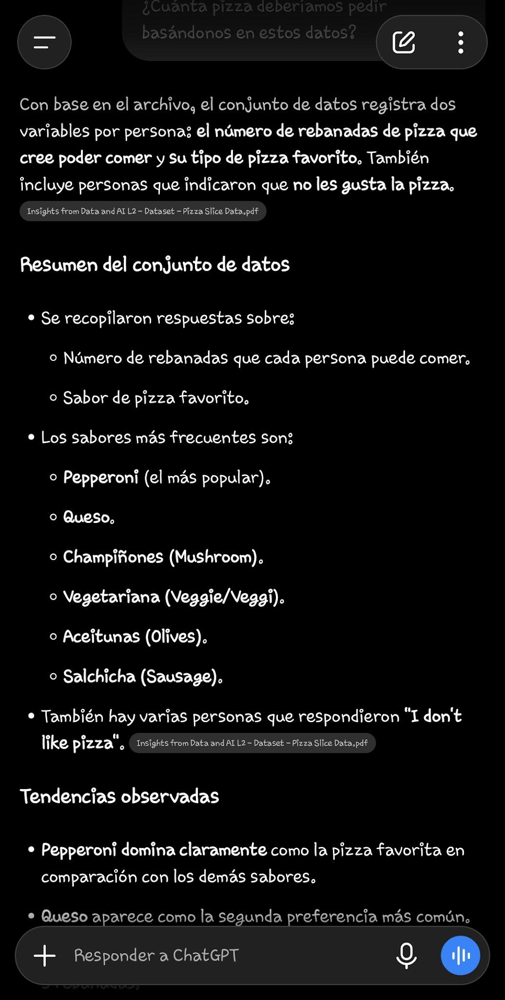 ¿Cuánta pizza deberíamos pedir
basándonos en estos datos?
Con base en el archivo, el conjunto de datos registra dos
variables por persona: el número de rebanadas de pizza que
cree poder comer y su tipo de pizza favorito. También
incluye personas que indicaron que no les gusta la pizza.
Insights from Data and AI L2 - Dataset - Pizza Slice Data.pdf
Resumen del conjunto de datos
• Se recopilaron respuestas sobre:
○ Número de rebanadas que cada persona puede comer.
○ Sabor de pizza favorito.
• Los sabores más frecuentes son:
○ Pepperoni (el más popular).
○ Queso.
○ Champiñones (Mushroom).
○ Vegetariana (Veggie/Veggi).
○ Aceitunas (Olives).
○ Salchicha (Sausage).
• También hay varias personas que respondieron "I don't
like pizza". Insights from Data and AI L2 - Dataset - Pizza Slice Data.pdf
Tendencias observadas
• Pepperoni domina claramente como la pizza favorita en
comparación con los demás sabores.
• Queso aparece como la segunda preferencia más común.
Responder a ChatGPT
rebanadas.